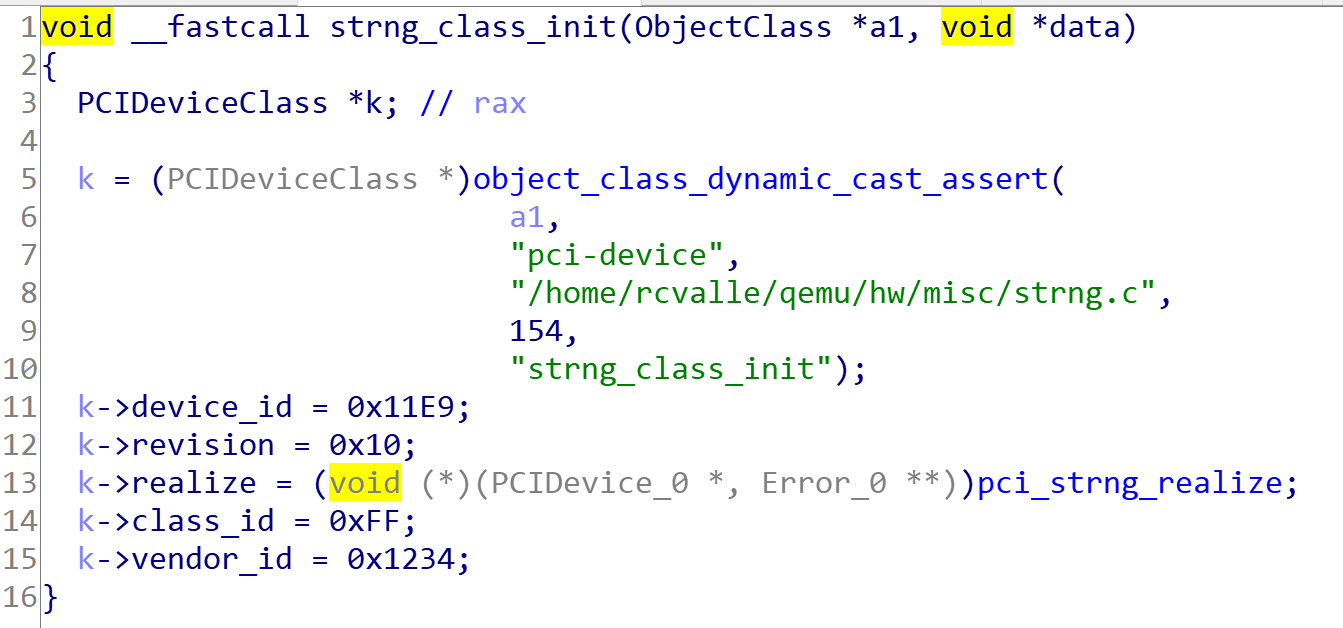 1 void __fastcall strng_class_init(ObjectClass *a1, void *data)
2 {
3   PCIDeviceClass *k; // rax
4
5   k = (PCIDeviceClass *)object_class_dynamic_cast_assert(
6                           a1,
7                           "pci-device",
8                           "/home/rcvalle/qemu/hw/misc/strng.c",
9                           154,
10                          "strng_class_init");
11  k->device_id = 0x11E9;
12  k->revision = 0x10;
13  k->realize = (void (*)(PCIDevice_0 *, Error_0 **))pci_strng_realize;
14  k->class_id = 0xFF;
15  k->vendor_id = 0x1234;
16 }